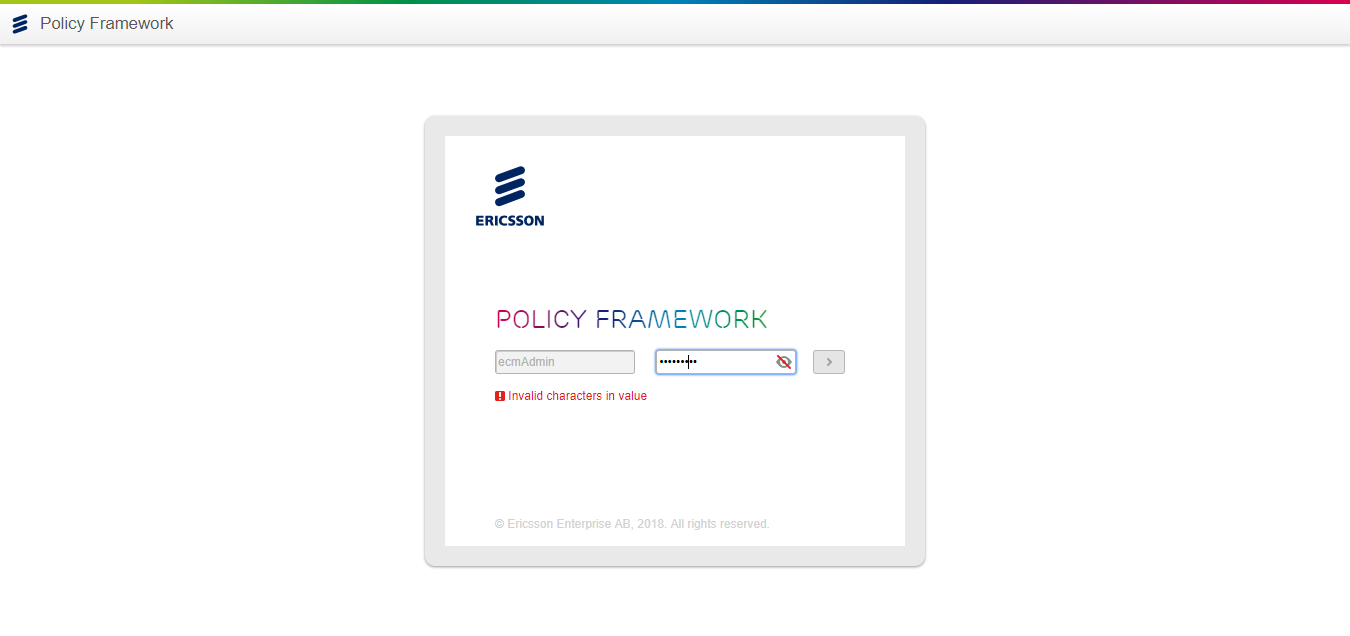 Policy Framework
ERICSSON
POLICY FRAMEWORK
ecmAdmin
•••••••••
Invalid characters in value
© Ericsson Enterprise AB, 2018. All rights reserved.